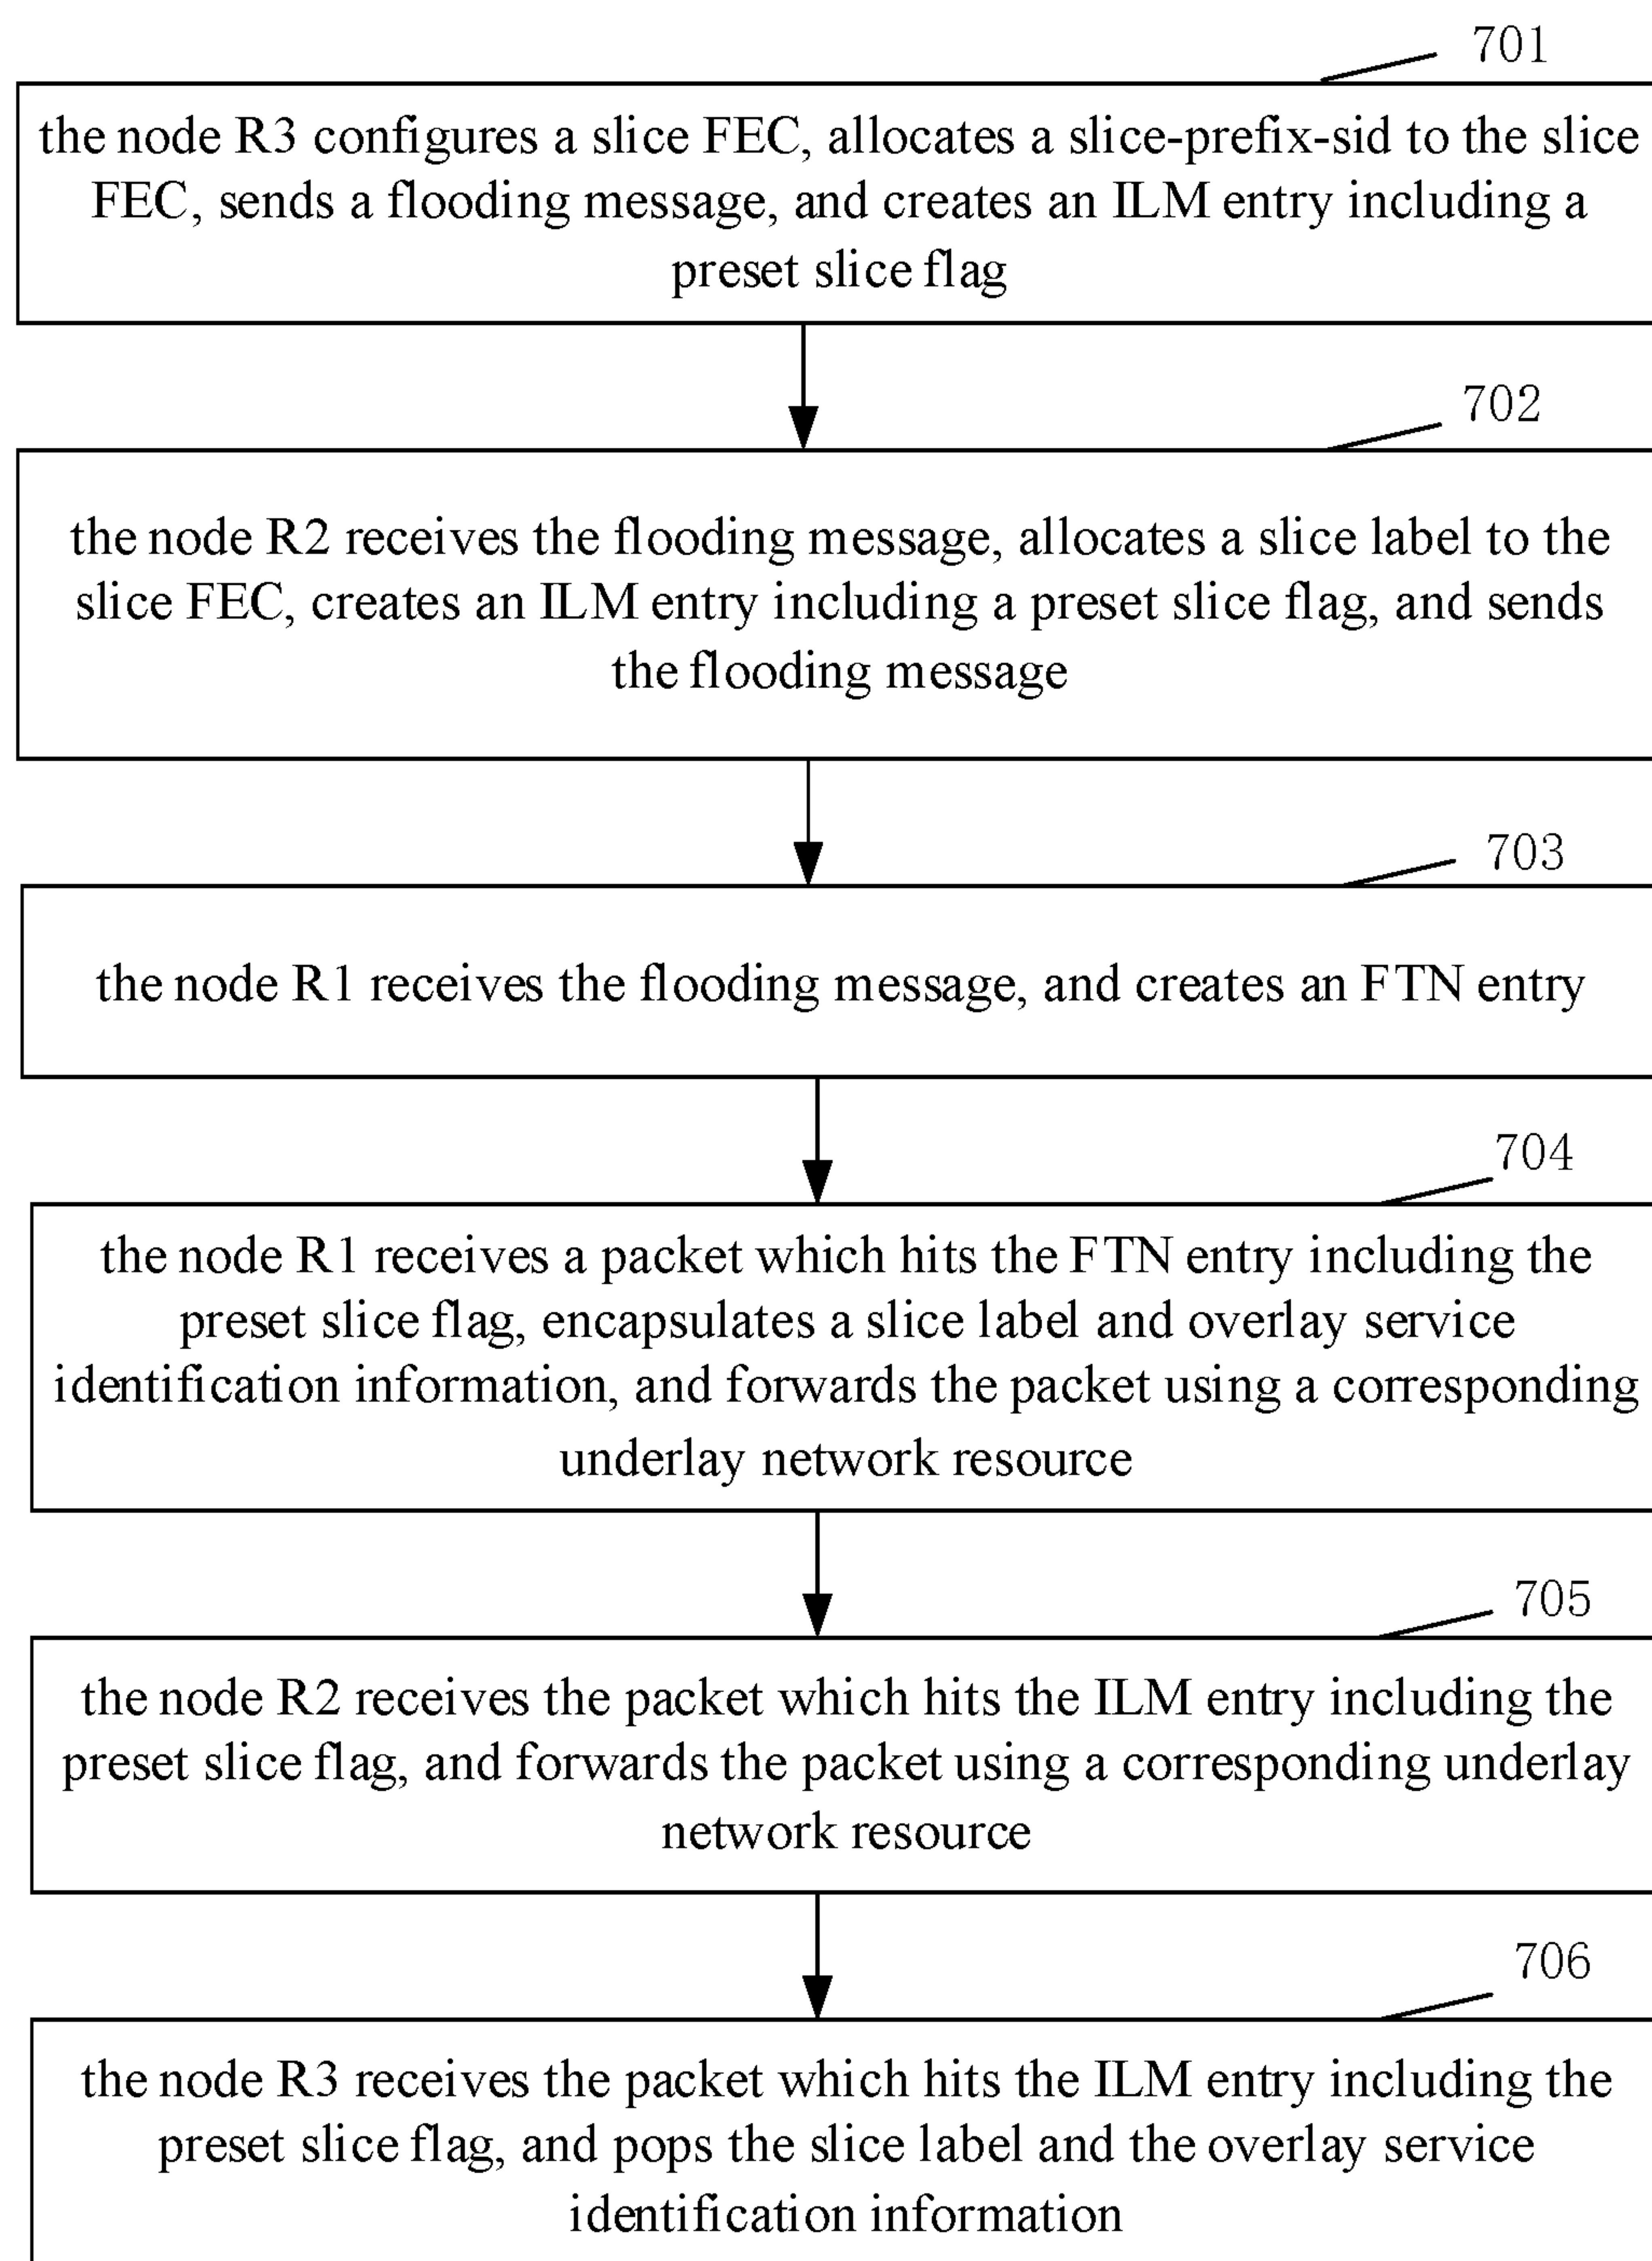 701
the node R3 configures a slice FEC, allocates a slice-prefix-sid to the slice
FEC, sends a flooding message, and creates an ILM entry including a
preset slice flag
702
the node R2 receives the flooding message, allocates a slice label to the
slice FEC, creates an ILM entry including a preset slice flag, and sends
the flooding message
703
the node R1 receives the flooding message, and creates an FTN entry
704
the node R1 receives a packet which hits the FTN entry including the
preset slice flag, encapsulates a slice label and overlay service
identification information, and forwards the packet using a corresponding
underlay network resource
705
the node R2 receives the packet which hits the ILM entry including the
preset slice flag, and forwards the packet using a corresponding underlay
network resource
706
the node R3 receives the packet which hits the ILM entry including the
preset slice flag, and pops the slice label and the overlay service
identification information